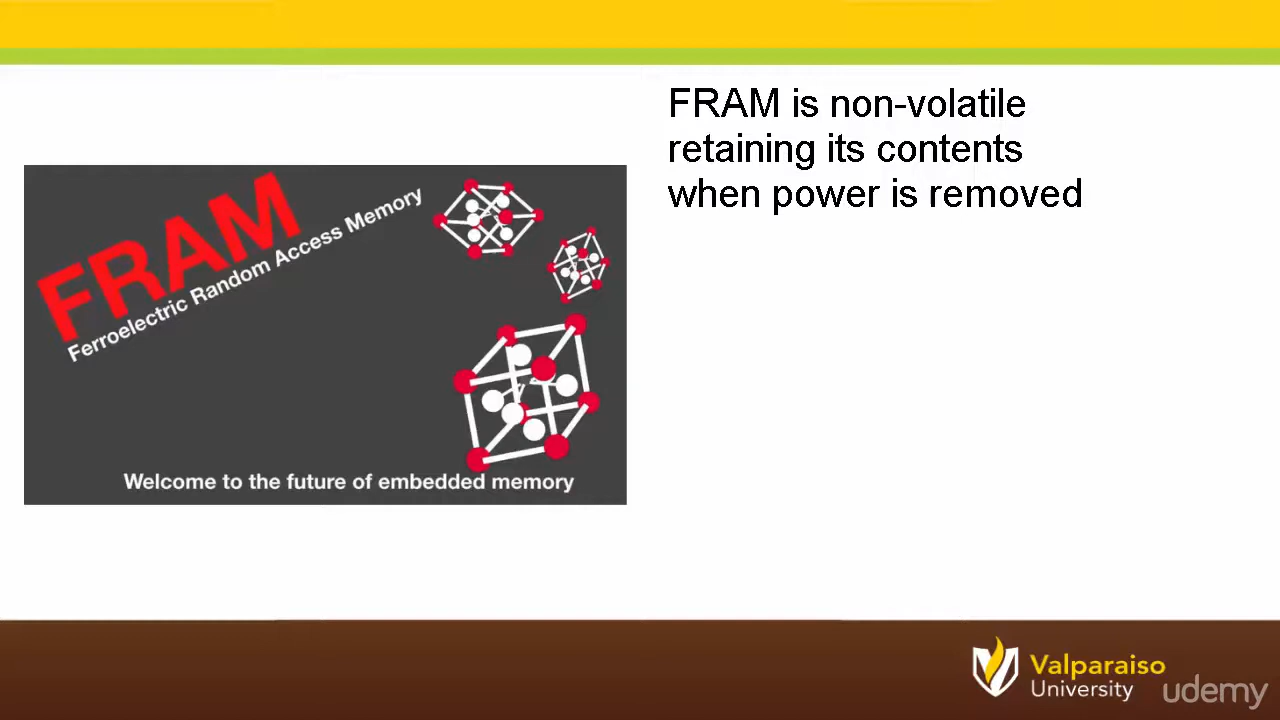 FRAM is non-volatile
retaining its contents
when power is removed
FRAM
Ferroelectric Random Access Memory
Welcome to the future of embedded memory
Valparaiso
University
udemy